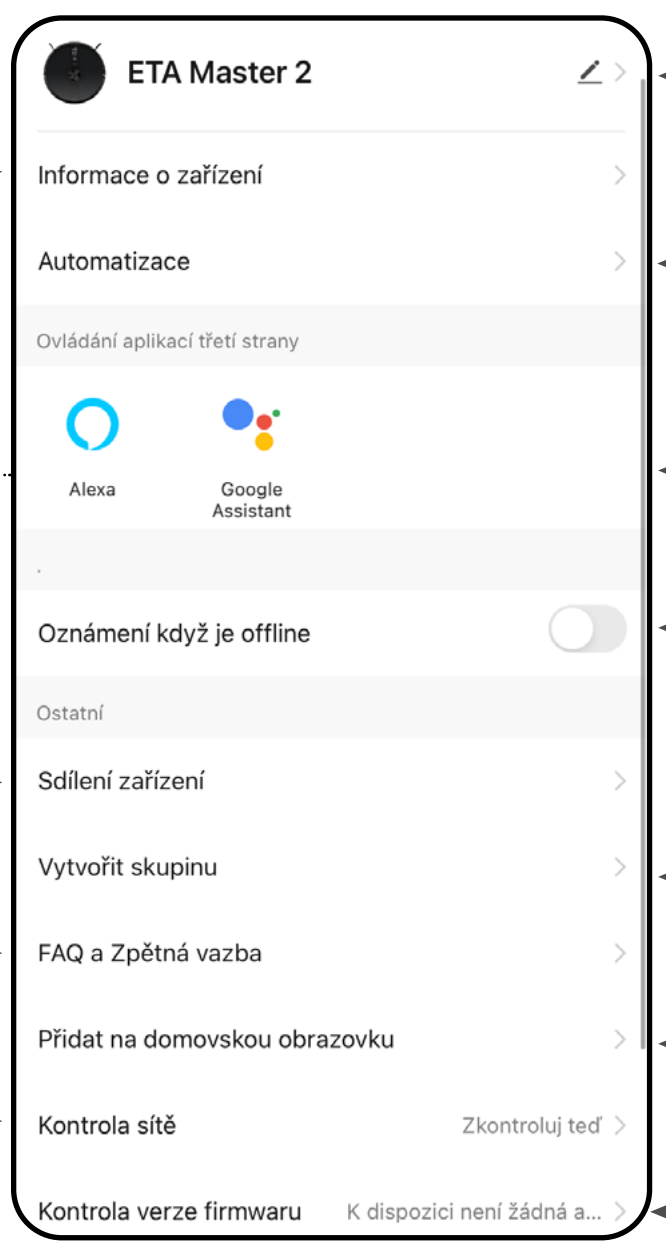 ETA Master 2
Informace o zařízení
Automatizace
Ovládání aplikací třetí strany
Alexa
Google
Assistant
.
Oznámení když je offline
Ostatní
Sdílení zařízení
Vytvořit skupinu
FAQ a Zpětná vazba
Přidat na domovskou obrazovku
Kontrola sítě Zkontroluj teď
Kontrola verze firmwaru K dispozici není žádná a...